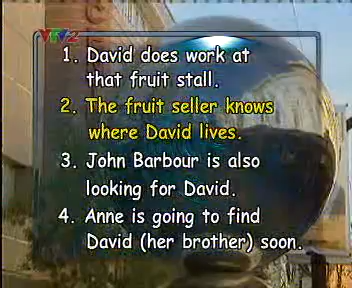 VTV2
1. David does work at
that fruit stall.
2. The fruit seller knows
where David lives.
3. John Barbour is also
looking for David.
4. Anne is going to find
David (her brother) soon.